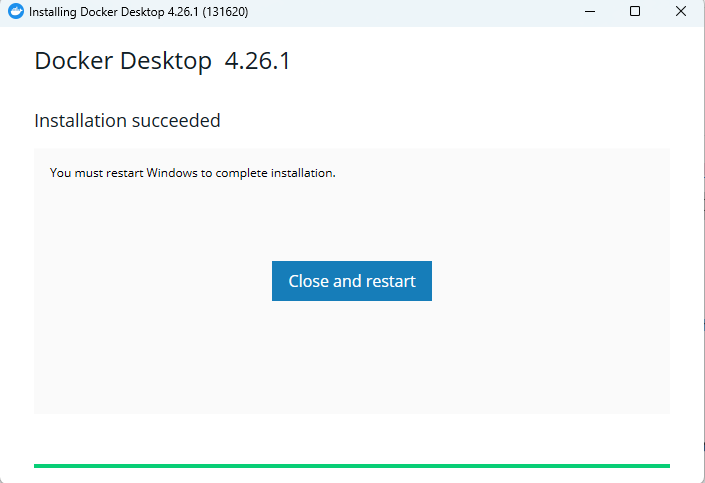 Installing Docker Desktop 4.26.1 (131620)
Docker Desktop 4.26.1
Installation succeeded
You must restart Windows to complete installation.
Close and restart